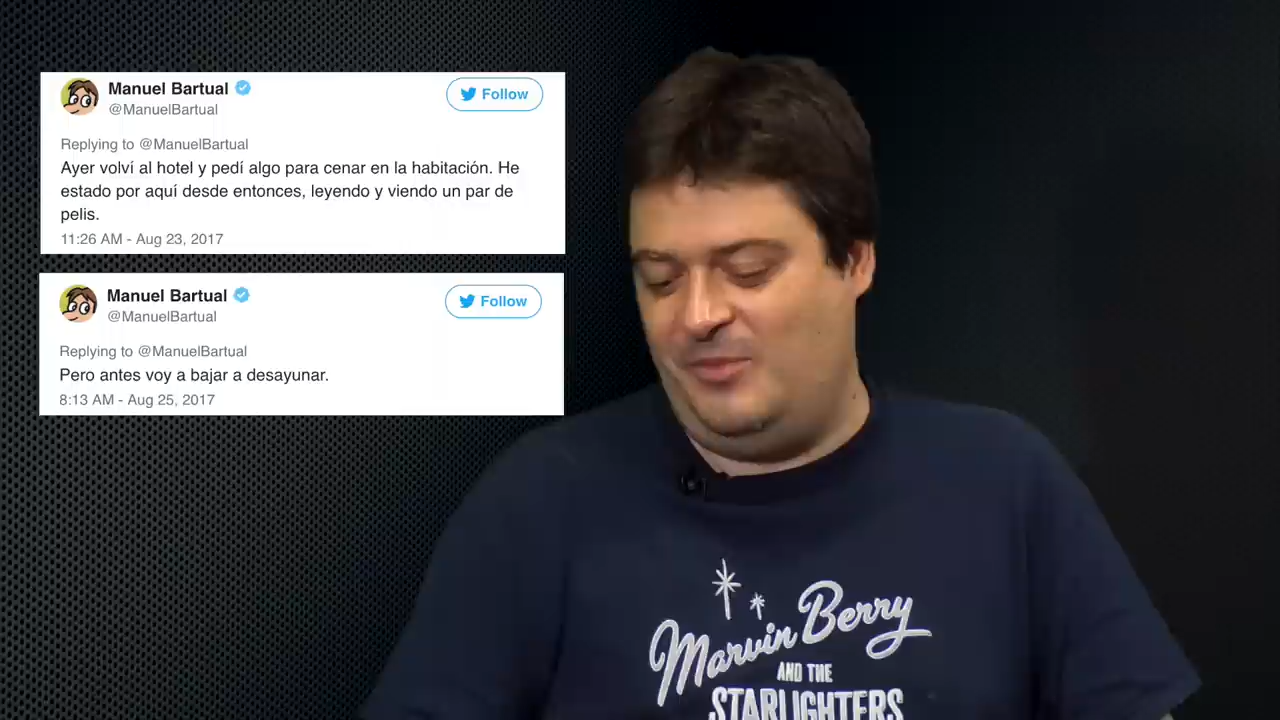 Manuel Bartual
@ManuelBartual
Follow
Replying to @ManuelBartual
Ayer volví al hotel y pedí algo para cenar en la habitación. He
estado por aquí desde entonces, leyendo y viendo un par de
pelis.
11:26 AM - Aug 23, 2017
Manuel Bartual
@ManuelBartual
Follow
Replying to @ManuelBartual
Pero antes voy a bajar a desayunar.
8:13 AM - Aug 25, 2017
Marvin Berry
AND THE
STARLIGHTERS